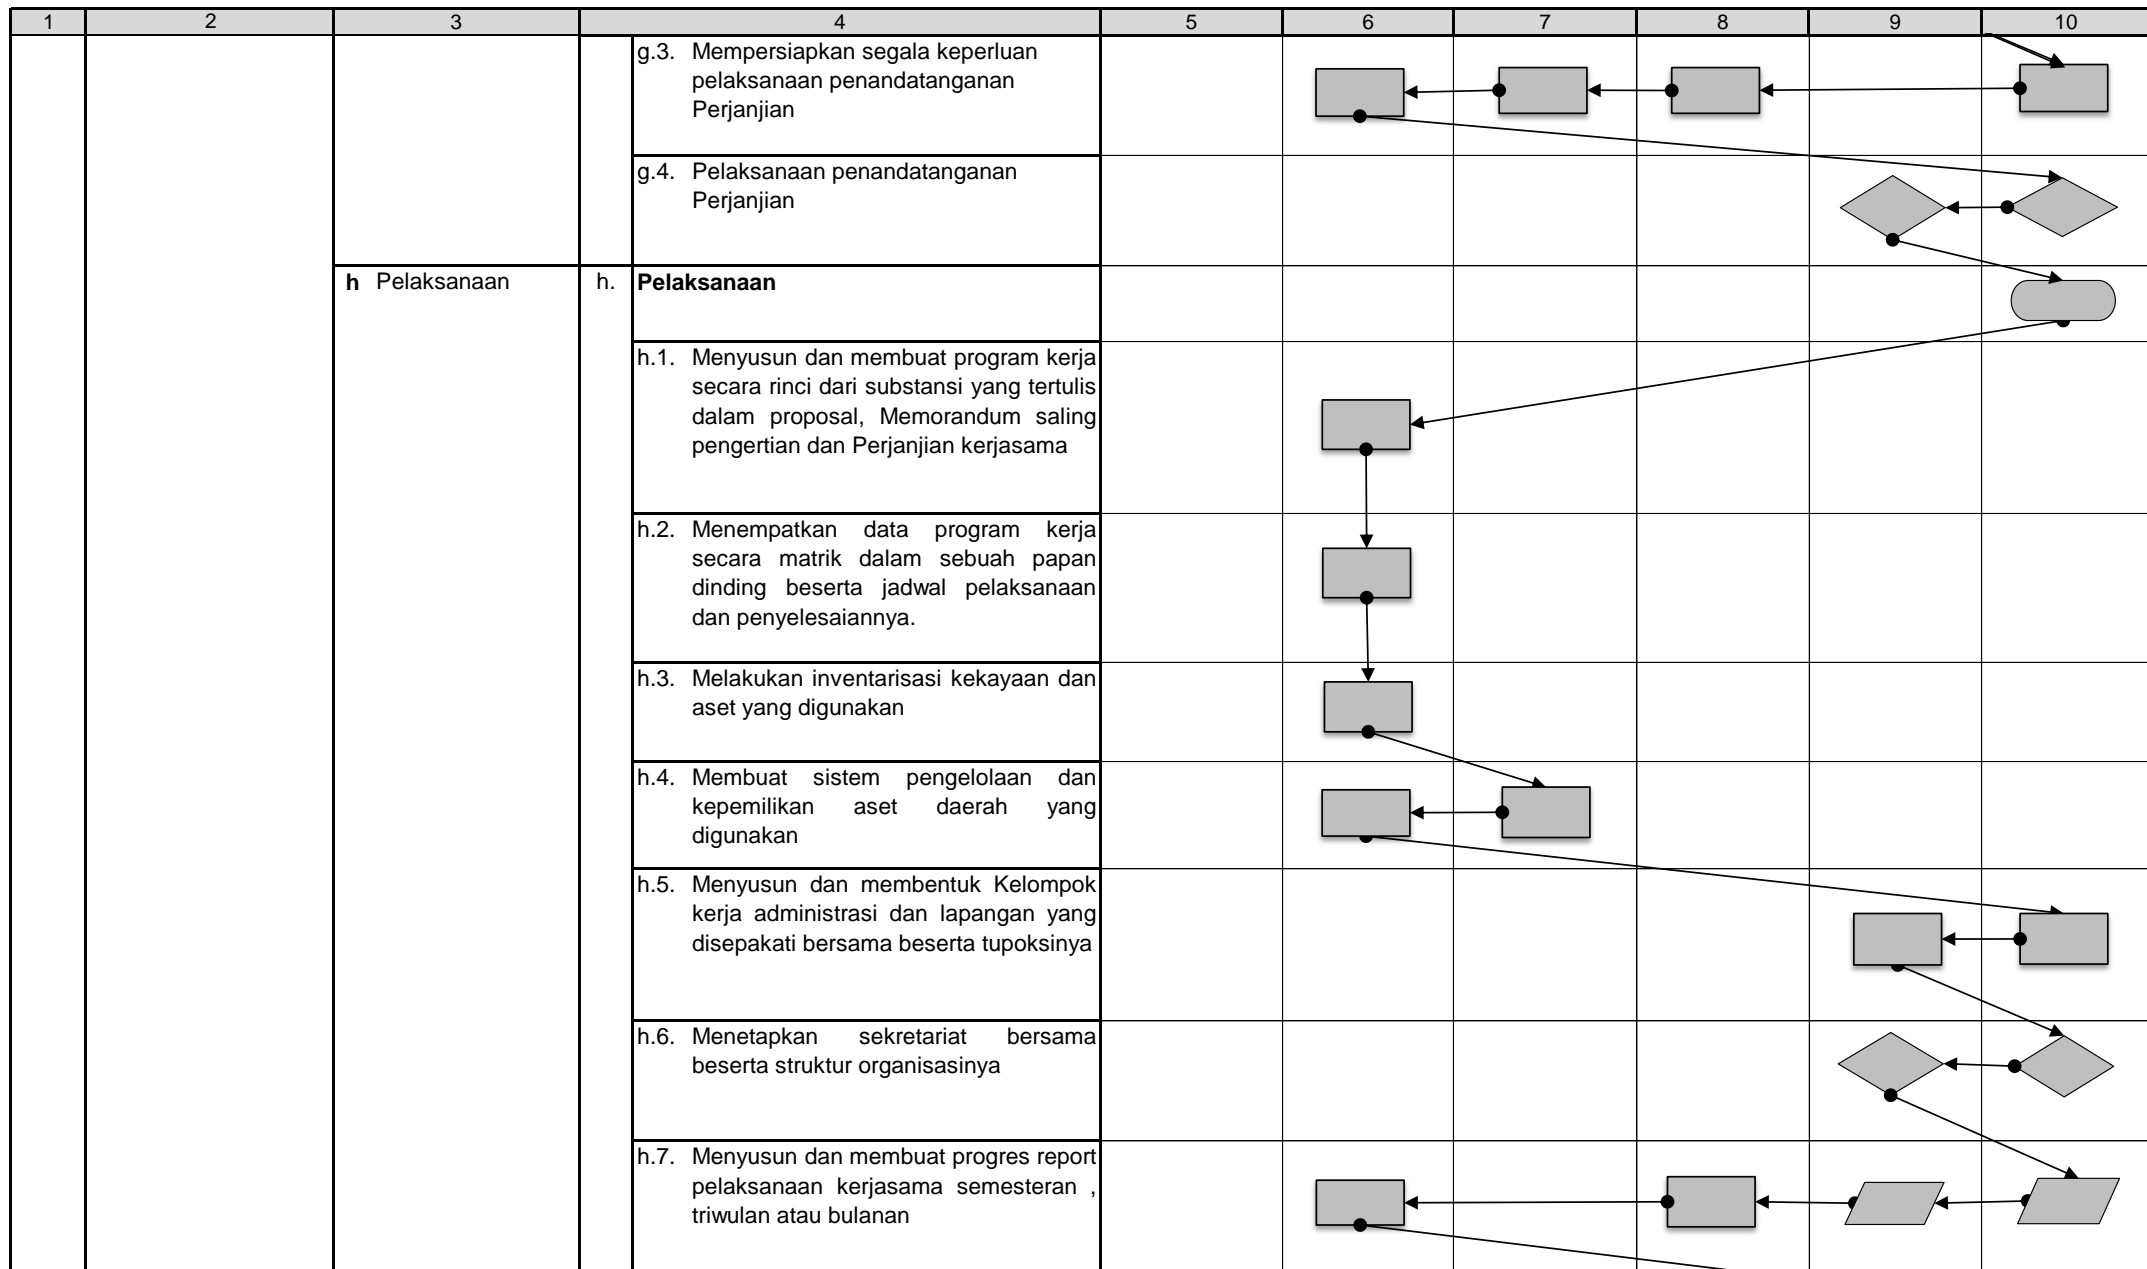 1 2 3 4 5 6 7 8 9 10
g.3. Mempersiapkan segala keperluan
pelaksanaan penandatanganan
Perjanjian
g.4. Pelaksanaan penandatanganan
Perjanjian
h Pelaksanaan h. Pelaksanaan
h.1. Menyusun dan membuat program kerja
secara rinci dari substansi yang tertulis
dalam proposal, Memorandum saling
pengertian dan Perjanjian kerjasama
h.2. Menempatkan data program kerja
secara matrik dalam sebuah papan
dinding beserta jadwal pelaksanaan
dan penyelesaiannya.
h.3. Melakukan inventarisasi kekayaan dan
aset yang digunakan
h.4. Membuat sistem pengelolaan dan
kepemilikan aset daerah yang
digunakan
h.5. Menyusun dan membentuk Kelompok
kerja administrasi dan lapangan yang
disepakati bersama beserta tupoksinya
h.6. Menetapkan sekretariat bersama
beserta struktur organisasinya
h.7. Menyusun dan membuat progres report
pelaksanaan kerjasama semesteran ,
triwulan atau bulanan